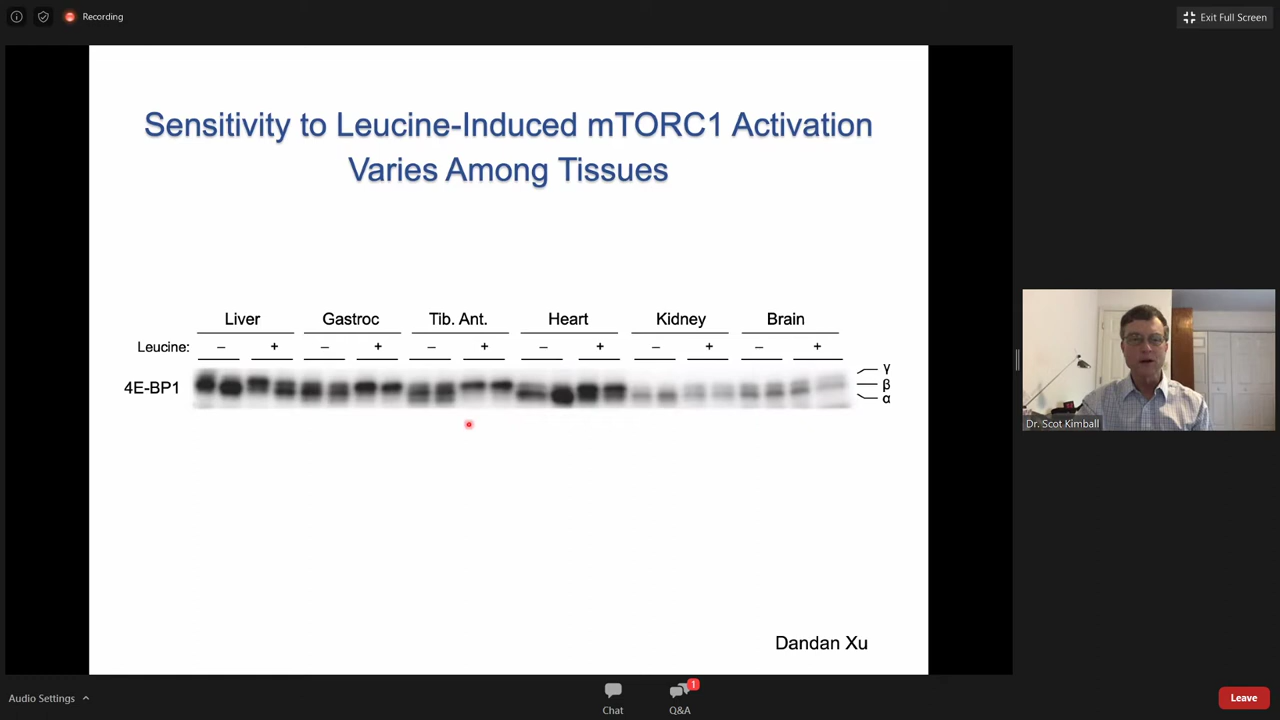 Recording
Exit Full Screen
Sensitivity to Leucine-Induced mTORC1 Activation
Varies Among Tissues
Liver Gastroc Tib. Ant. Heart Kidney Brain
Leucine: – + – + – + – + – + – +
4E-BP1
γ
β
α
Dr. Scot Kimball
Dandan Xu
Audio Settings
1
Chat
Q&A
Leave